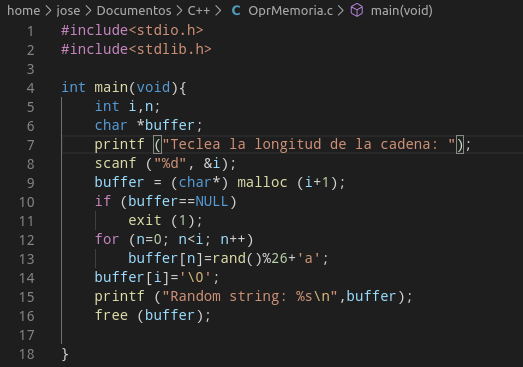 home > jose > Documentos > C++ > C OprMemoria.c > main(void)
1 #include<stdio.h>
2 #include<stdlib.h>
3
4 int main(void){
5     int i,n;
6     char *buffer;
7     printf ("Teclea la longitud de la cadena: ");
8     scanf ("%d", &i);
9     buffer = (char*) malloc (i+1);
10     if (buffer==NULL)
11         exit (1);
12     for (n=0; n<i; n++)
13         buffer[n]=rand()%26+'a';
14     buffer[i]='\0';
15     printf ("Random string: %s\n",buffer);
16     free (buffer);
17
18 }